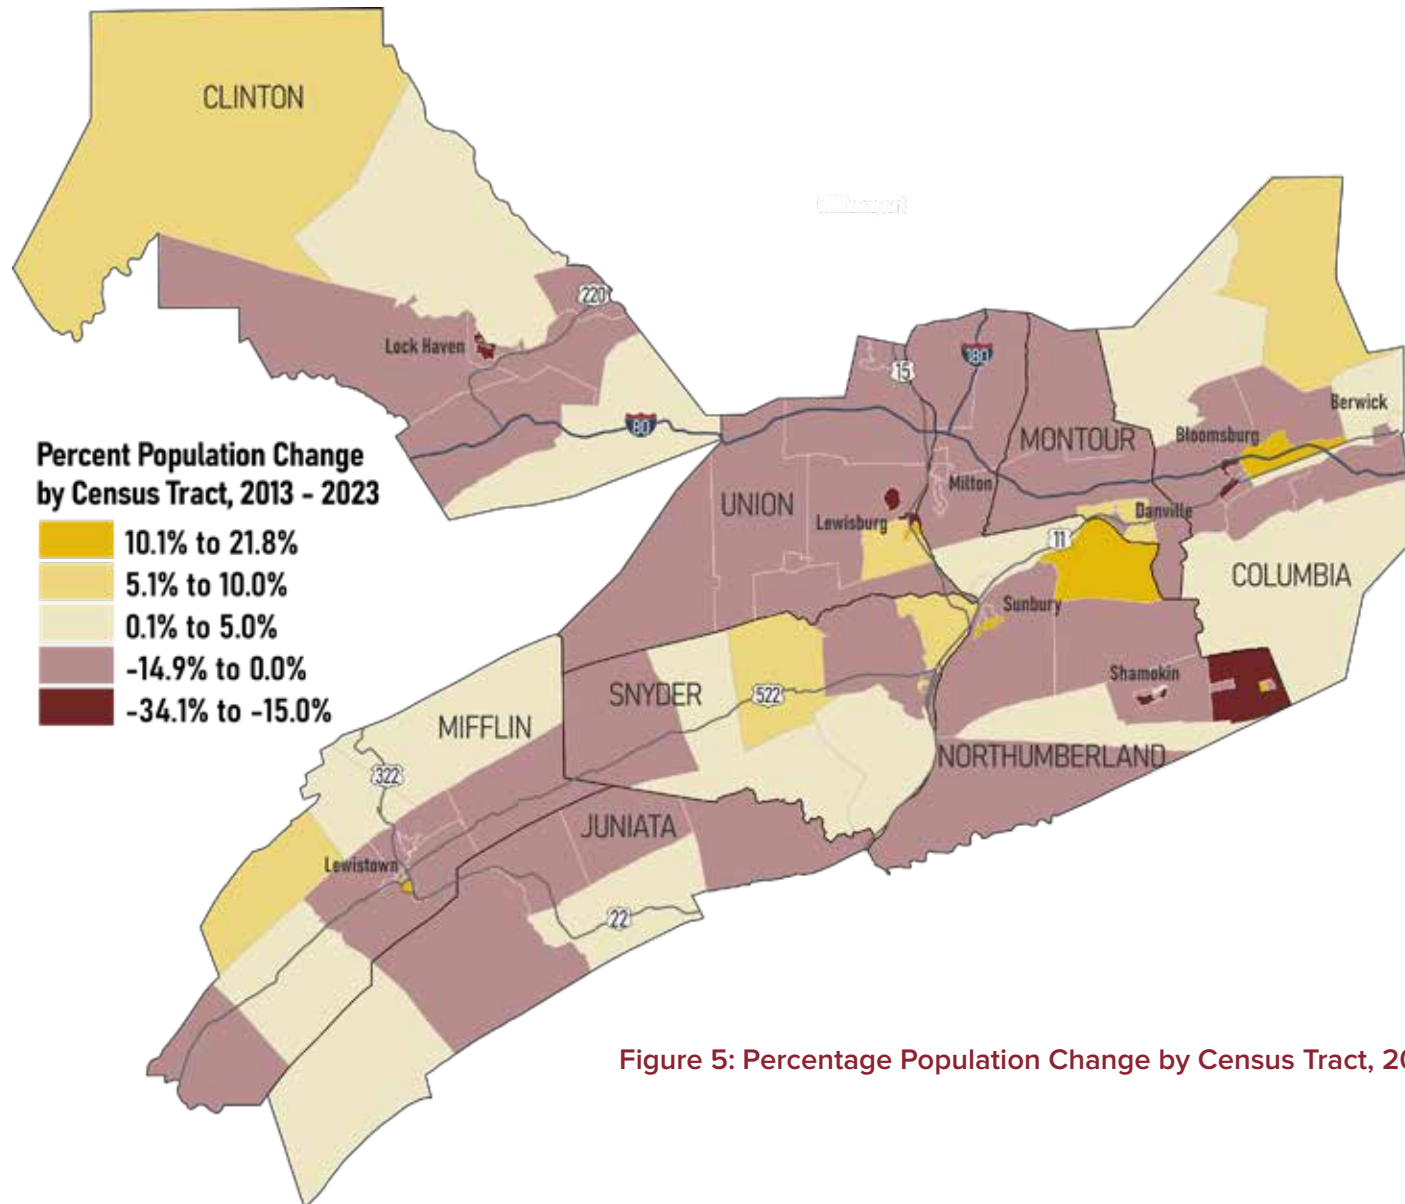 CLINTON
220
Lock Haven
80
180
15
Berwick
MONTOUR
Bloomsburg
Percent Population Change
by Census Tract, 2013 - 2023
10.1% to 21.8%
5.1% to 10.0%
0.1% to 5.0%
-14.9% to 0.0%
-34.1% to -15.0%
UNION
Milton
Lewisburg
Danville
11
COLUMBIA
Sunbury
Shamokin
SNYDER
522
MIFFLIN
NORTHUMBERLAND
322
JUNIATA
Lewistown
22
Figure 5: Percentage Population Change by Census Tract, 20